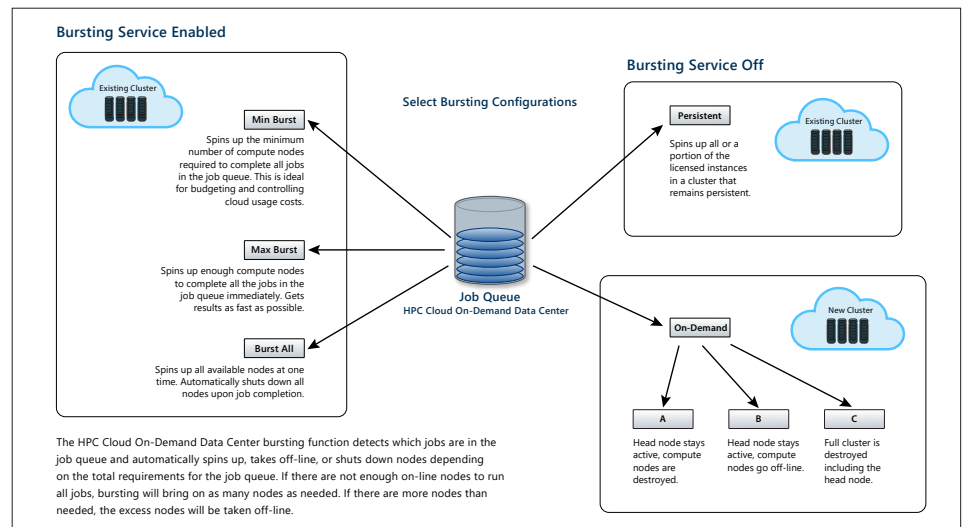 Bursting Service Enabled
Existing Cluster
Min Burst
Spins up the minimum
number of compute nodes
required to complete all jobs
in the job queue. This is ideal
for budgeting and controlling
cloud usage costs.
Max Burst
Spins up enough compute nodes
to complete all the jobs in the
job queue immediately. Gets
results as fast as possible.
Burst All
Spins up all available nodes at one
time. Automatically shuts down all
nodes upon job completion.
Select Bursting Configurations
Job Queue
HPC Cloud On-Demand Data Center
Bursting Service Off
Persistent
Existing Cluster
Spins up all or a
portion of the
licensed instances
in a cluster that
remains persistent.
On-Demand
New Cluster
A
Head node stays
active, compute
nodes are
destroyed.
B
Head node stays
active, compute
nodes go off-line.
C
Full cluster is
destroyed
including the
head node.
The HPC Cloud On-Demand Data Center bursting function detects which jobs are in the
job queue and automatically spins up, takes off-line, or shuts down nodes depending
on the total requirements for the job queue. If there are not enough on-line nodes to run
all jobs, bursting will bring on as many nodes as needed. If there are more nodes than
needed, the excess nodes will be taken off-line.